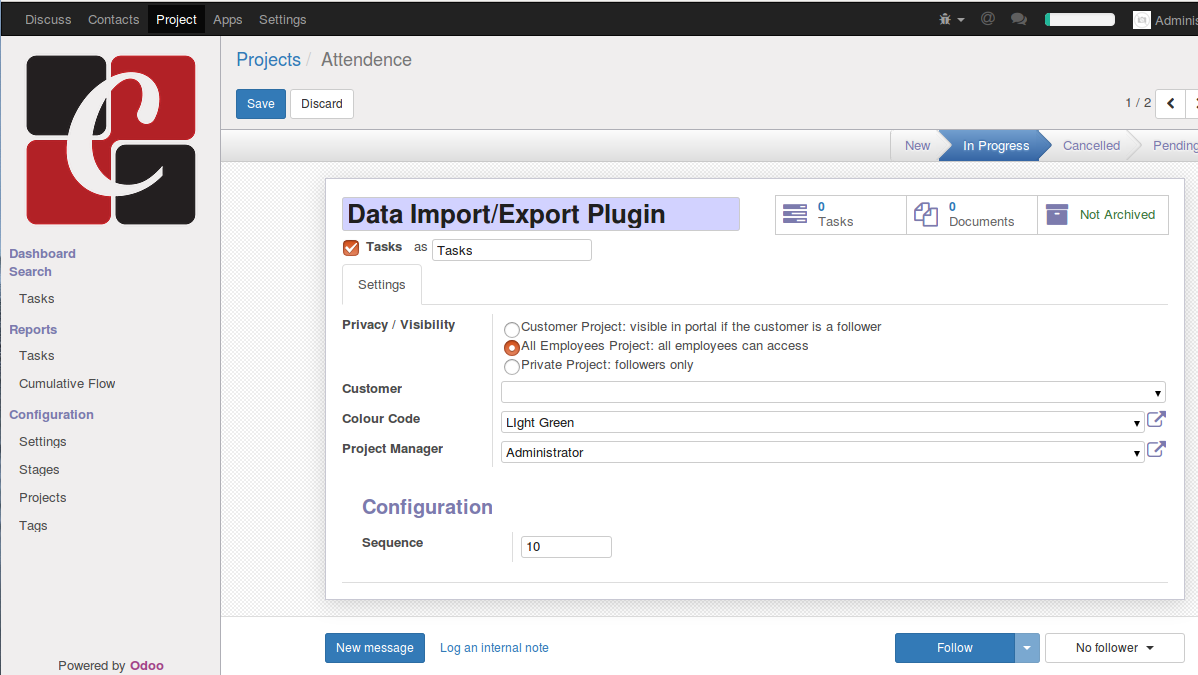 Discuss Contacts Project Apps Settings @ Adminis
C
Projects / Attendence
Save Discard 1 / 2
New In Progress Cancelled Pending
Data Import/Export Plugin
0 Tasks
0 Documents
Not Archived
Tasks as Tasks
Settings
Privacy / Visibility
Customer Project: visible in portal if the customer is a follower
All Employees Project: all employees can access
Private Project: followers only
Customer
Colour Code LIght Green
Project Manager Administrator
Configuration
Sequence 10
Dashboard
Search
Tasks
Reports
Tasks
Cumulative Flow
Configuration
Settings
Stages
Projects
Tags
Powered by Odoo
New message Log an internal note Follow No follower